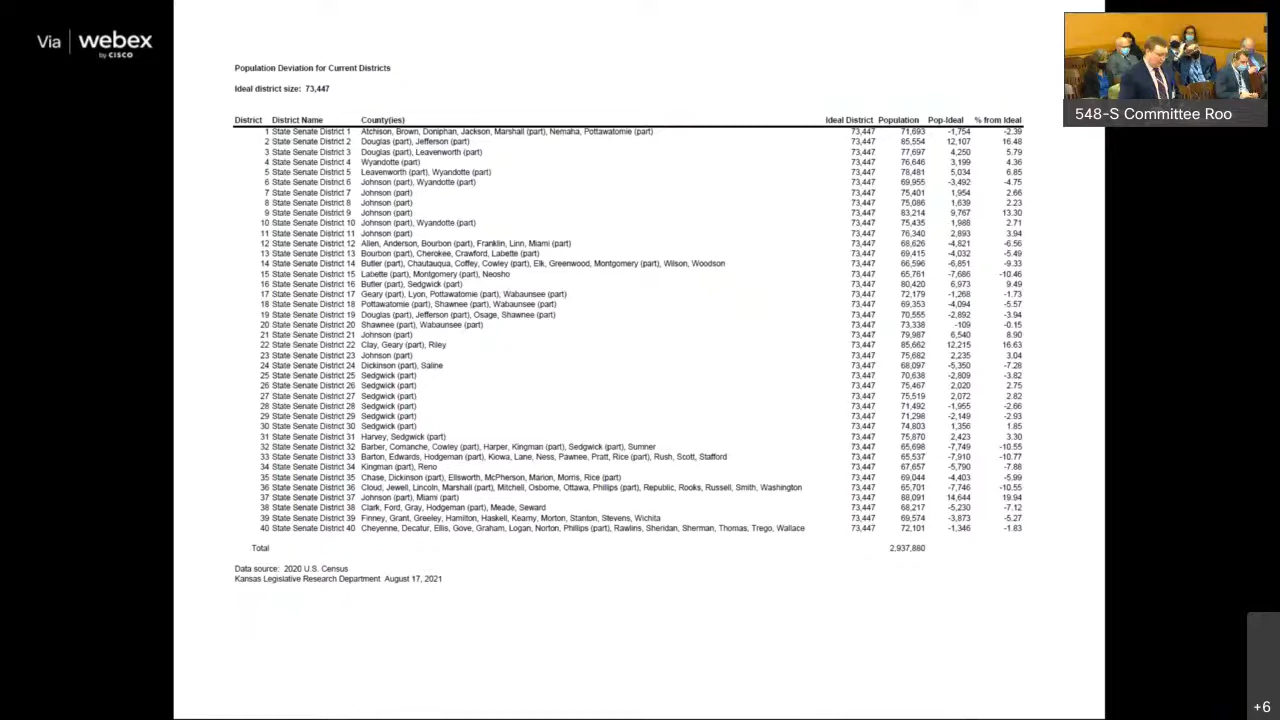 Via webex
by CISCO
548-S Committee Roo
Population Deviation for Current Districts
Ideal district size: 73,447
District District Name County(ies) Ideal District Population Pop-Ideal % from Ideal
1 State Senate District 1 Atchison, Brown, Doniphan, Jackson, Marshall (part), Nemaha, Pottawatomie (part) 73,447 71,693 -1,754 -2.39
2 State Senate District 2 Douglas (part), Jefferson (part) 73,447 85,554 12,107 16.48
3 State Senate District 3 Douglas (part), Leavenworth (part) 73,447 77,697 4,250 5.79
4 State Senate District 4 Wyandotte (part) 73,447 76,646 3,199 4.36
5 State Senate District 5 Leavenworth (part), Wyandotte (part) 73,447 78,481 5,034 6.85
6 State Senate District 6 Johnson (part), Wyandotte (part) 73,447 69,955 -3,492 -4.75
7 State Senate District 7 Johnson (part) 73,447 75,401 1,954 2.66
8 State Senate District 8 Johnson (part) 73,447 75,086 1,639 2.23
9 State Senate District 9 Johnson (part) 73,447 83,214 9,767 13.30
10 State Senate District 10 Johnson (part), Wyandotte (part) 73,447 75,435 1,988 2.71
11 State Senate District 11 Johnson (part) 73,447 76,340 2,893 3.94
12 State Senate District 12 Allen, Anderson, Bourbon (part), Franklin, Linn, Miami (part) 73,447 68,626 -4,821 -6.56
13 State Senate District 13 Bourbon (part), Cherokee, Crawford, Labette (part) 73,447 69,415 -4,032 -5.49
14 State Senate District 14 Butler (part), Chautauqua, Coffey, Cowley (part), Elk, Greenwood, Montgomery (part), Wilson, Woodson 73,447 66,596 -6,851 -9.33
15 State Senate District 15 Labette (part), Montgomery (part), Neosho 73,447 65,761 -7,686 -10.46
16 State Senate District 16 Butler (part), Sedgwick (part) 73,447 80,420 6,973 9.49
17 State Senate District 17 Geary (part), Lyon, Pottawatomie (part), Wabaunsee (part) 73,447 72,179 -1,268 -1.73
18 State Senate District 18 Pottawatomie (part), Shawnee (part), Wabaunsee (part) 73,447 69,353 -4,094 -5.57
19 State Senate District 19 Douglas (part), Jefferson (part), Osage, Shawnee (part) 73,447 70,555 -2,892 -3.94
20 State Senate District 20 Shawnee (part), Wabaunsee (part) 73,447 73,338 -109 -0.15
21 State Senate District 21 Johnson (part) 73,447 79,987 6,540 8.90
22 State Senate District 22 Clay, Geary (part), Riley 73,447 85,662 12,215 16.63
23 State Senate District 23 Johnson (part) 73,447 75,682 2,235 3.04
24 State Senate District 24 Dickinson (part), Saline 73,447 68,097 -5,350 -7.28
25 State Senate District 25 Sedgwick (part) 73,447 70,638 -2,809 -3.82
26 State Senate District 26 Sedgwick (part) 73,447 75,467 2,020 2.75
27 State Senate District 27 Sedgwick (part) 73,447 75,519 2,072 2.82
28 State Senate District 28 Sedgwick (part) 73,447 71,492 -1,955 -2.66
29 State Senate District 29 Sedgwick (part) 73,447 71,298 -2,149 -2.93
30 State Senate District 30 Sedgwick (part) 73,447 74,803 1,356 1.85
31 State Senate District 31 Harvey, Sedgwick (part) 73,447 75,870 2,423 3.30
32 State Senate District 32 Barber, Comanche, Cowley (part), Harper, Kingman (part), Sedgwick (part), Sumner 73,447 65,698 -7,749 -10.55
33 State Senate District 33 Barton, Edwards, Hodgeman (part), Kiowa, Lane, Ness, Pawnee, Pratt, Rice (part), Rush, Scott, Stafford 73,447 65,537 -7,910 -10.77
34 State Senate District 34 Kingman (part), Reno 73,447 67,657 -5,790 -7.88
35 State Senate District 35 Chase, Dickinson (part), Ellsworth, McPherson, Marion, Morris, Rice (part) 73,447 69,044 -4,403 -5.99
36 State Senate District 36 Cloud, Jewell, Lincoln, Marshall (part), Mitchell, Osborne, Ottawa, Phillips (part), Republic, Rooks, Russell, Smith, Washington 73,447 65,701 -7,746 -10.55
37 State Senate District 37 Johnson (part), Miami (part) 73,447 88,091 14,644 19.94
38 State Senate District 38 Clark, Ford, Gray, Hodgeman (part), Meade, Seward 73,447 68,217 -5,230 -7.12
39 State Senate District 39 Finney, Grant, Greeley, Hamilton, Haskell, Kearny, Morton, Stanton, Stevens, Wichita 73,447 69,574 -3,873 -5.27
40 State Senate District 40 Cheyenne, Decatur, Ellis, Gove, Graham, Logan, Norton, Phillips (part), Rawlins, Sheridan, Sherman, Thomas, Trego, Wallace 73,447 72,101 -1,346 -1.83
Total 2,937,880
Data source: 2020 U.S. Census
Kansas Legislative Research Department August 17, 2021
+6